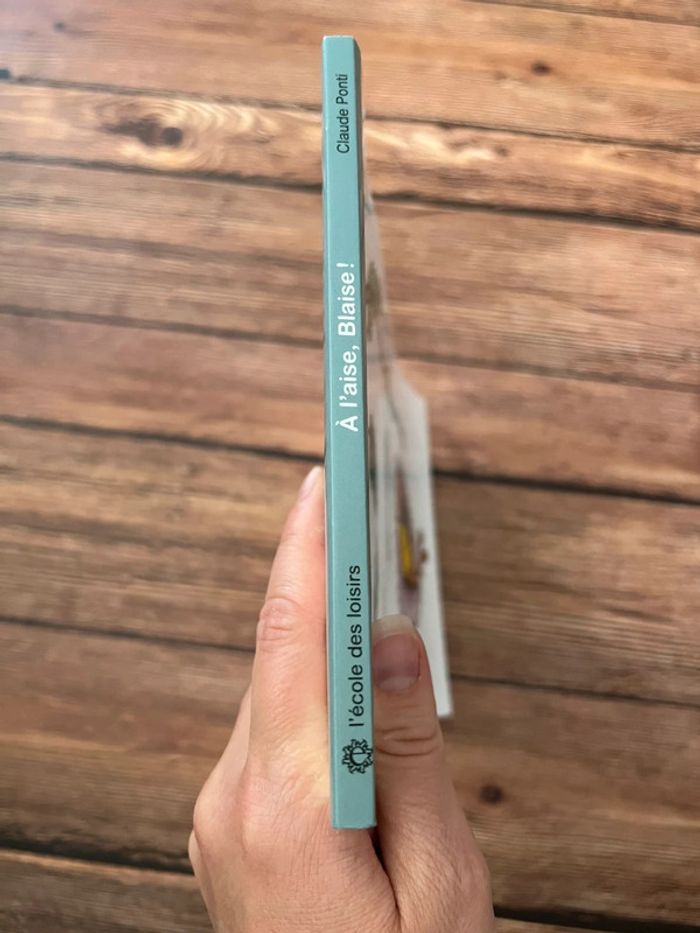 Claude Ponti
À l'aise, Blaise !
l'école des loisirs